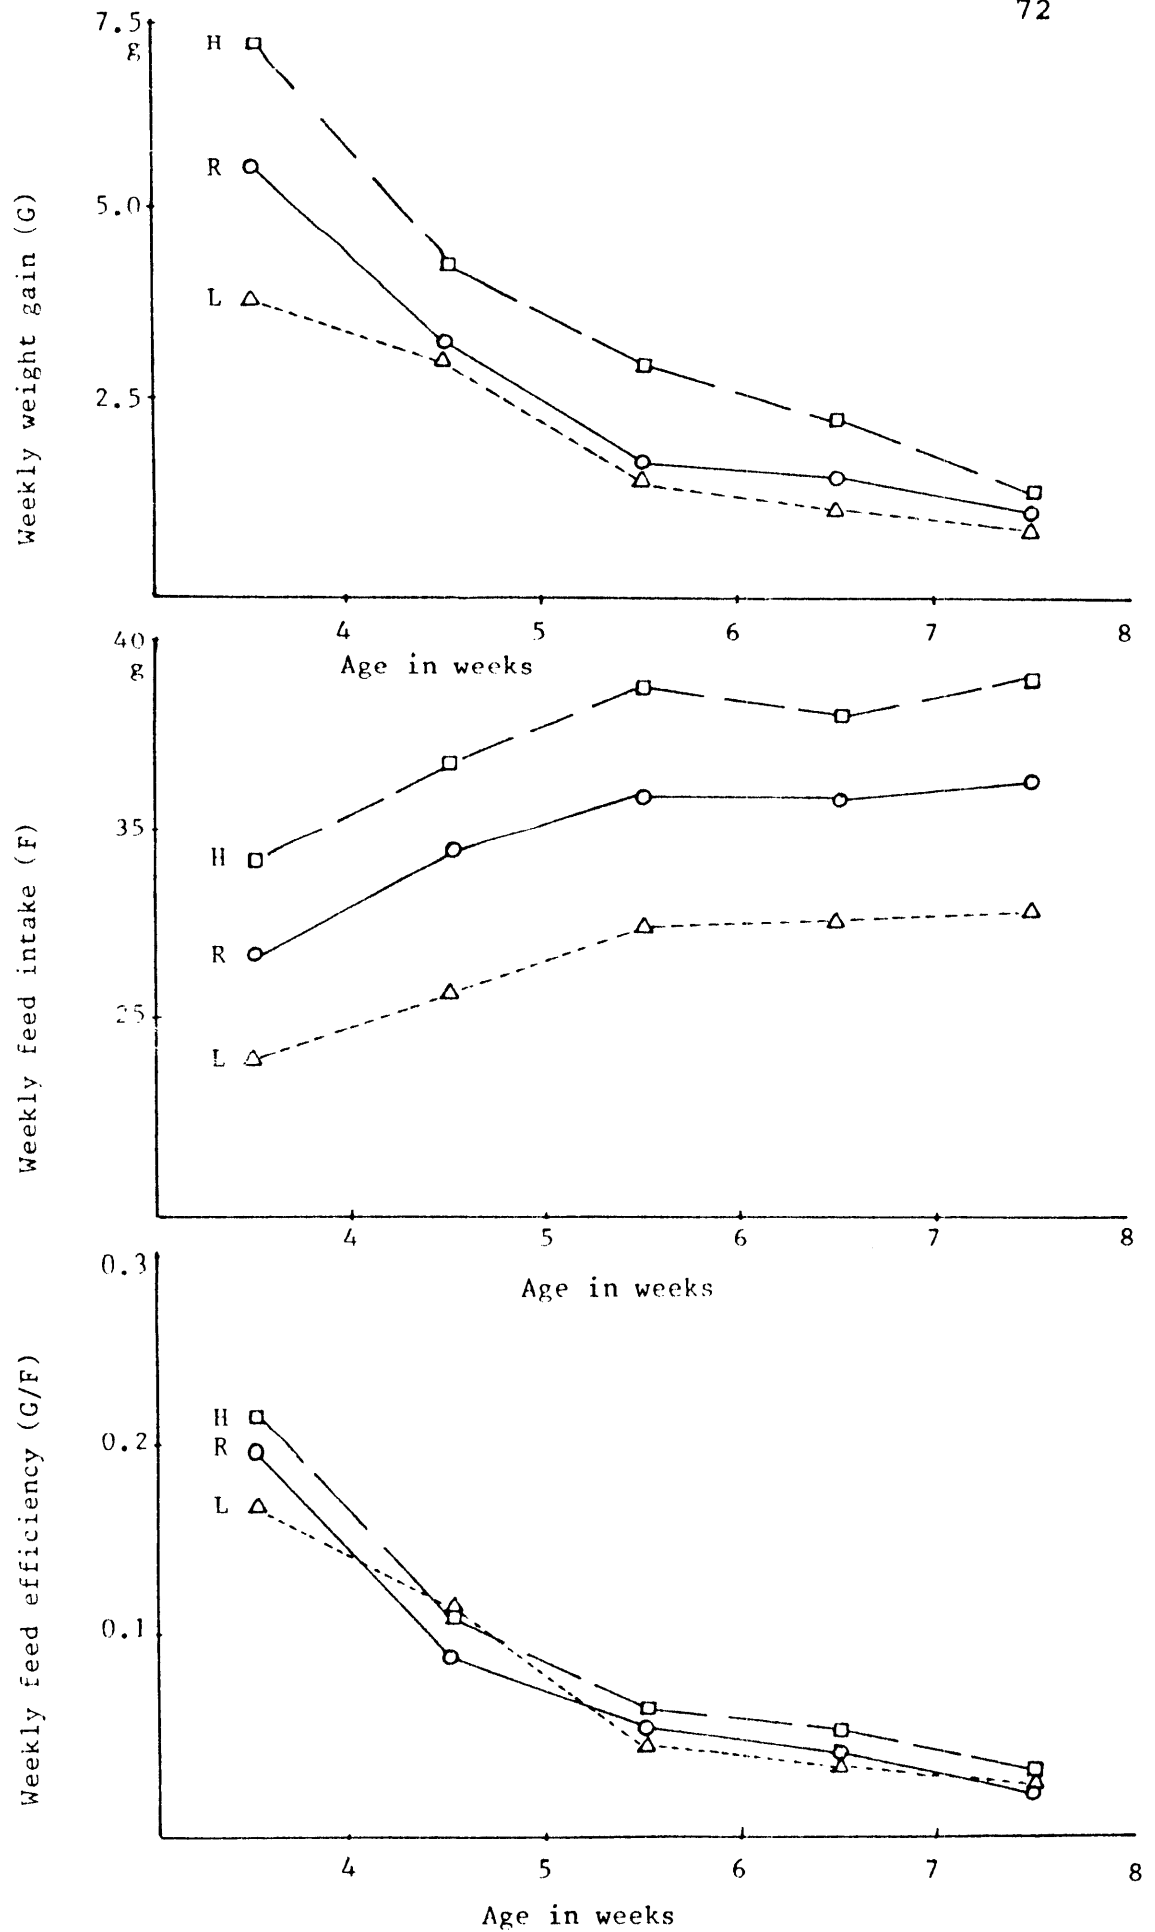 72
7.5
g
H
R
5.0
L
2.5
Weekly weight gain (G)
4 5 6 7 8
Age in weeks
40
g
35
H
R
25
L
Weekly feed intake (F)
4 5 6 7 8
Age in weeks
0.3
H
0.2
R
L
0.1
Weekly feed efficiency (G/F)
4 5 6 7 8
Age in weeks